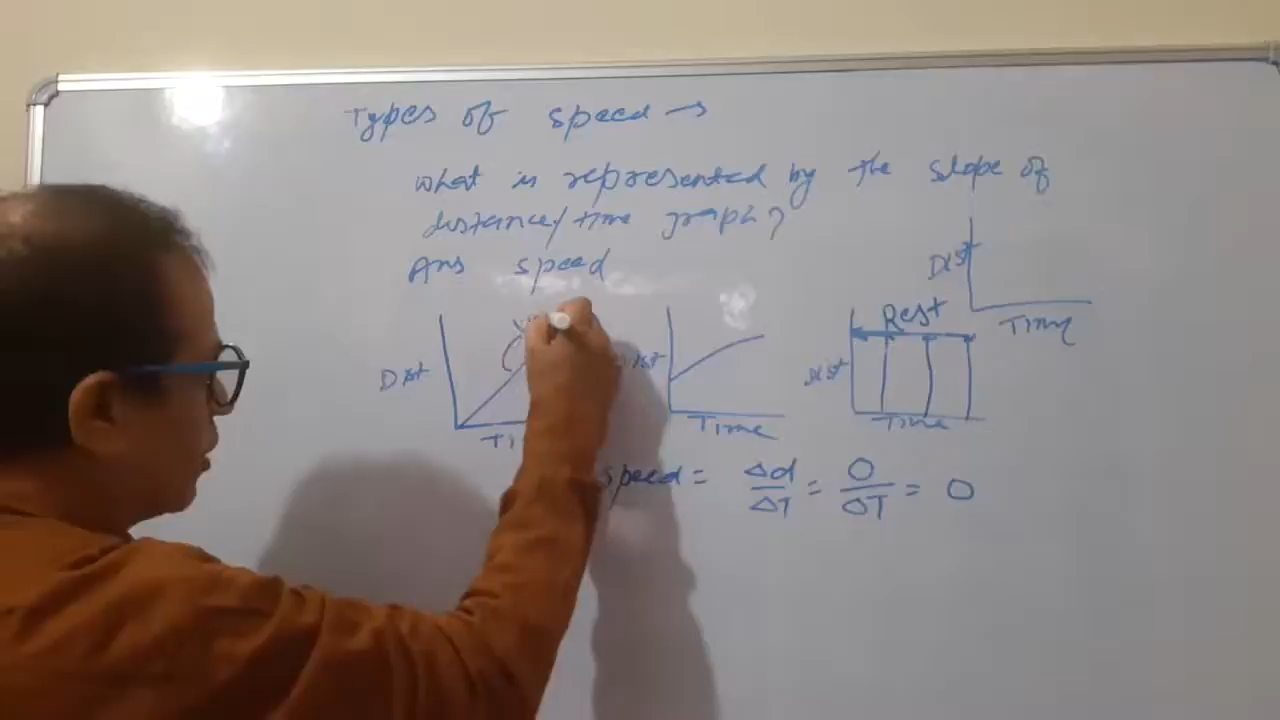 Types of speed →
What is represented by the slope of
distance/time graph?
Ans speed
Dist
Time
Rest
Dist
Dist
Time
Dist
Time
speed = Δd/ΔT = 0/ΔT = 0